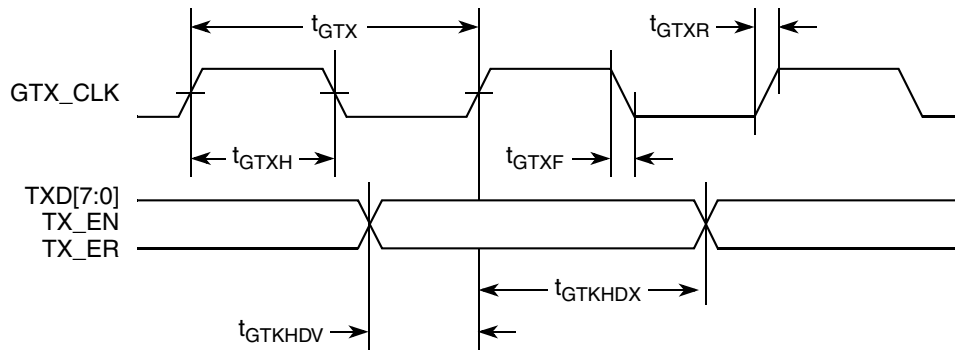 tGTX
tGTXR
GTX_CLK
tGTXH
tGTXF
TXD[7:0]
TX_EN
TX_ER
tGTKHDX
tGTKHDV